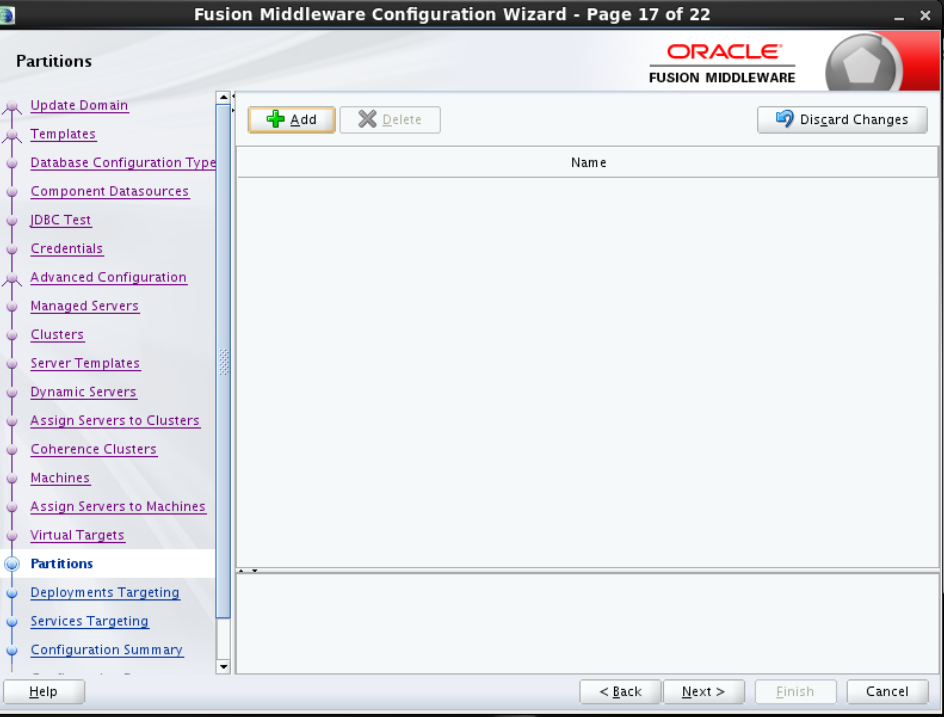 Fusion Middleware Configuration Wizard - Page 17 of 22
Partitions
ORACLE
FUSION MIDDLEWARE
Update Domain
Templates
Database Configuration Type
Component Datasources
JDBC Test
Credentials
Advanced Configuration
Managed Servers
Clusters
Server Templates
Dynamic Servers
Assign Servers to Clusters
Coherence Clusters
Machines
Assign Servers to Machines
Virtual Targets
Partitions
Deployments Targeting
Services Targeting
Configuration Summary
Add
Delete
Discard Changes
Name
Help
< Back
Next >
Finish
Cancel